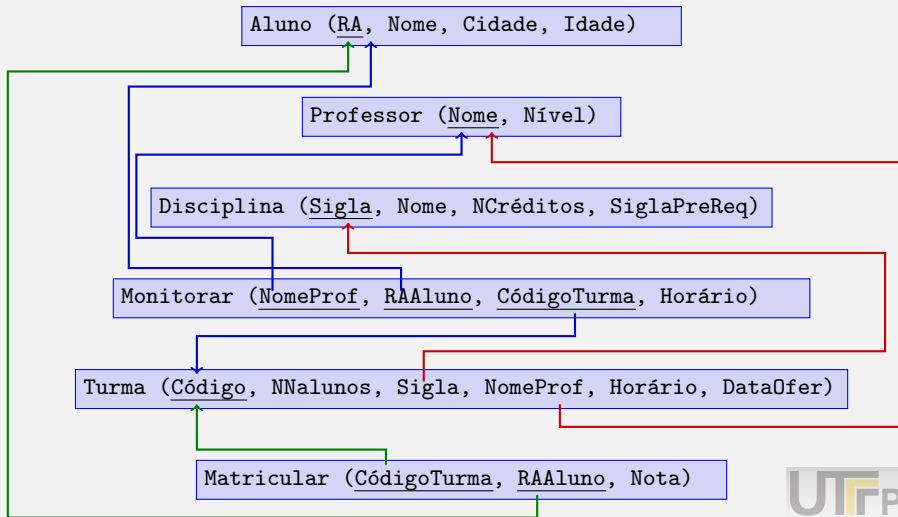 Aluno (RA, Nome, Cidade, Idade)
Professor (Nome, Nível)
Disciplina (Sigla, Nome, NCréditos, SiglaPreReq)
Monitorar (NomeProf, RAAluno, CódigoTurma, Horário)
Turma (Código, NNalunos, Sigla, NomeProf, Horário, DataOfer)
Matricular (CódigoTurma, RAAluno, Nota)
UTFP